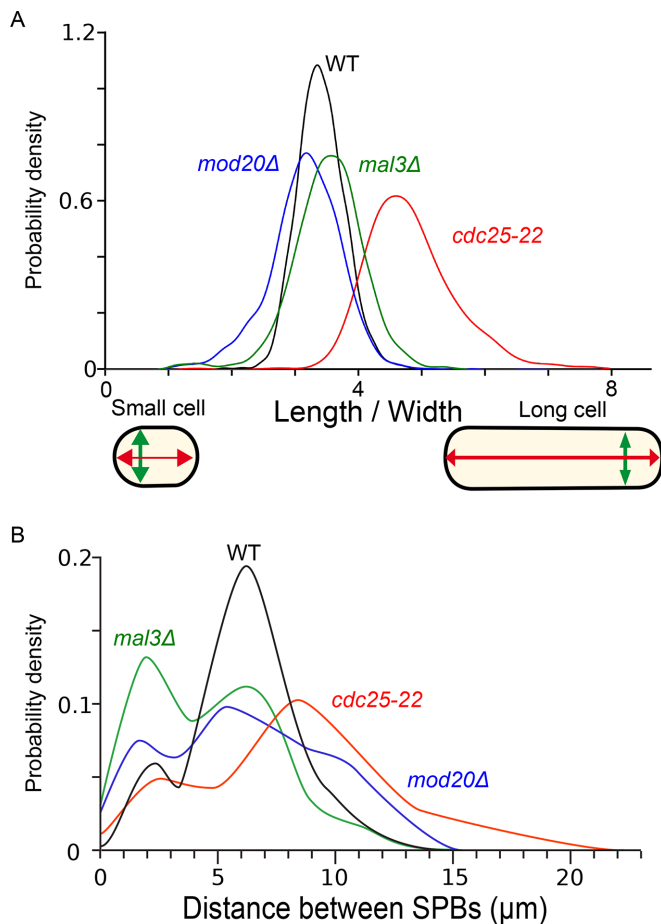 A
1.2
WT
mod20Δ
mal3Δ
0.6
cdc25-22
Probability density
0
0 4 8
Small cell Long cell
Length / Width
B
0.2
WT
mal3Δ
cdc25-22
0.1
mod20Δ
Probability density
0
0 5 10 15 20
Distance between SPBs (μm)